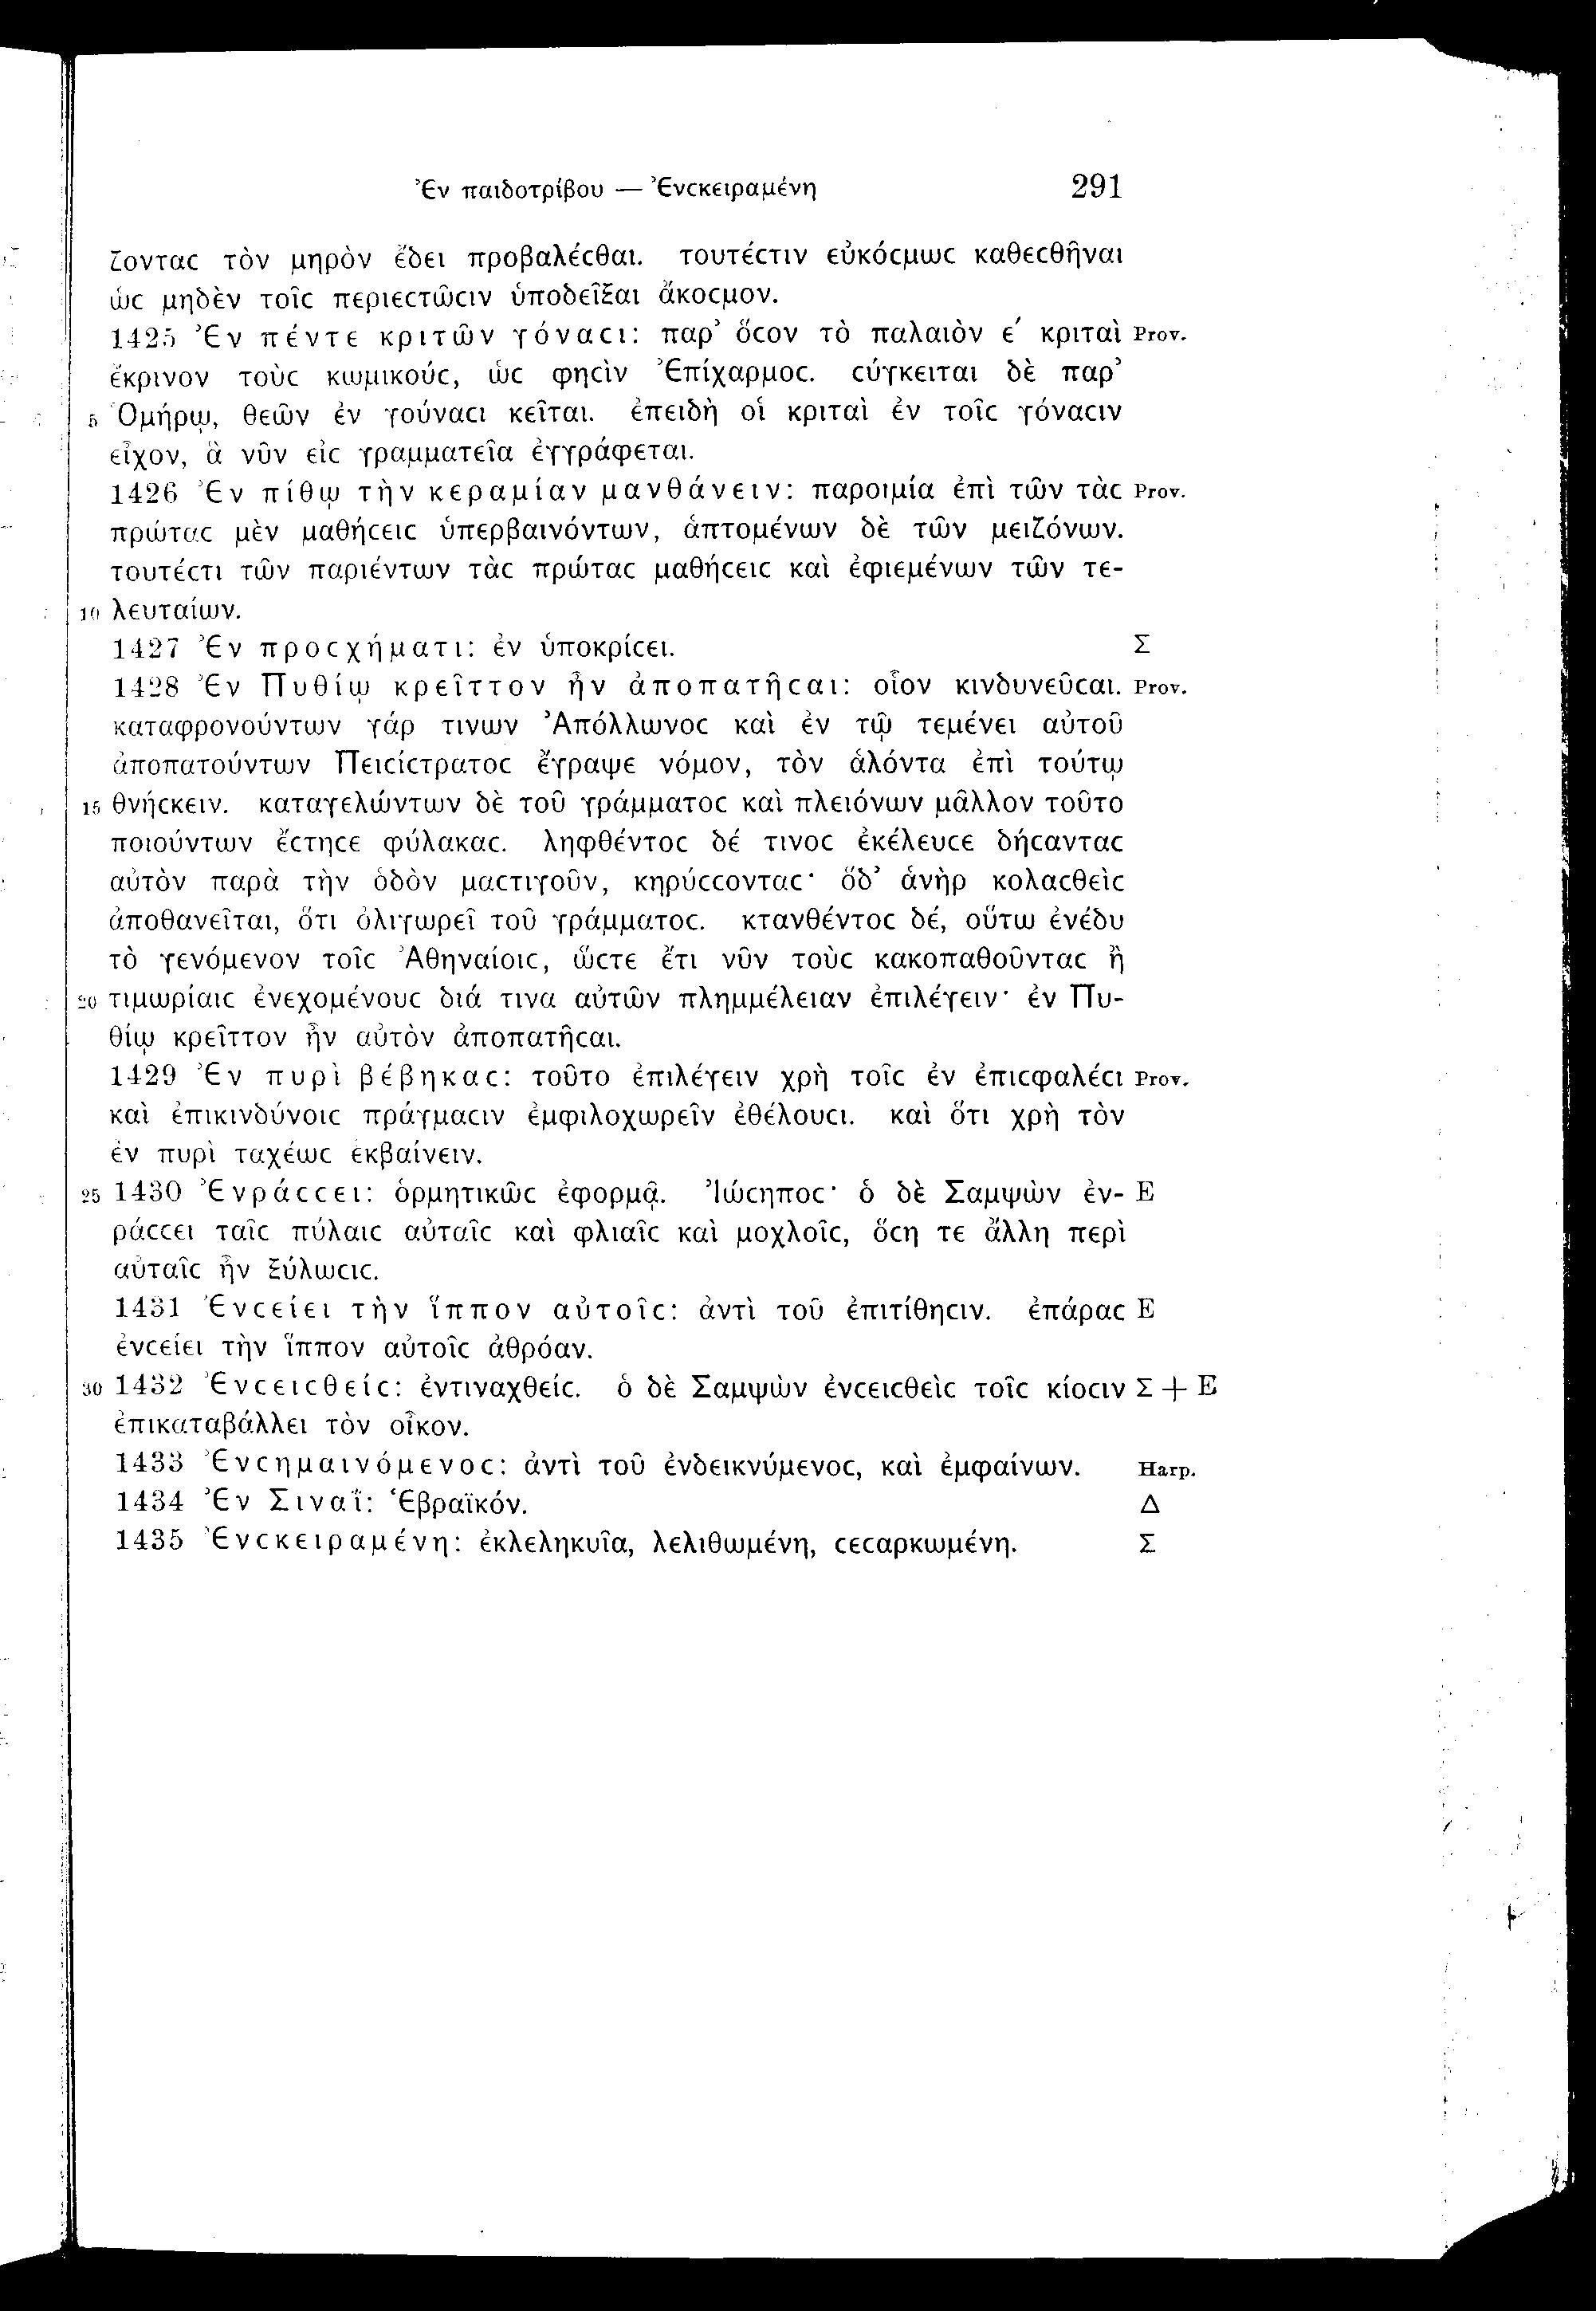 Ἐν παιδοτρίβου — Ἐνϲκειραμένη 291
ζονταϲ τὸν μηρὸν ἔδει προβαλέϲθαι. τουτέϲτιν εὐκόϲμωϲ καθεϲθῆναι
ὡϲ μηδὲν τοῖϲ περιεϲτῶϲιν ὑποδεῖξαι ἄκοϲμον.
1425 Ἐν πέντε κριτῶν γόναϲι: παρ’ ὅϲον τὸ παλαιὸν ε´ κριταὶ Prov.
ἔκρινον τοὺϲ κωμικούϲ, ὥϲ φηϲὶν Ἐπίχαρμοϲ. ϲύγκειται δὲ παρ’
5 Ὁμήρῳ, θεῶν ἐν γούναϲι κεῖται. ἐπειδὴ οἱ κριταὶ ἐν τοῖϲ γόναϲιν
εἶχον, ἃ νῦν εἰϲ γραμματεῖα ἐγγράφεται.
1426 Ἐν πίθῳ τὴν κεραμίαν μανθάνειν: παροιμία ἐπὶ τῶν τὰϲ Prov.
πρώταϲ μὲν μαθήϲειϲ ὑπερβαινόντων, ἁπτομένων δὲ τῶν μειζόνων.
τουτέϲτι τῶν παριέντων τὰϲ πρώταϲ μαθήϲειϲ καὶ ἐφιεμένων τῶν τε-
10 λευταίων.
1427 Ἐν προϲχήματι: ἐν ὑποκρίϲει. Σ
1428 Ἐν Πυθίῳ κρεῖττον ἦν ἀποπατῆϲαι: οἷον κινδυνεῦϲαι. Prov.
καταφρονούντων γάρ τινων Ἀπόλλωνοϲ καὶ ἐν τῷ τεμένει αὐτοῦ
ἀποπατούντων Πειϲίϲτρατοϲ ἔγραψε νόμον, τὸν ἁλόντα ἐπὶ τούτῳ
15 θνήϲκειν. καταγελώντων δὲ τοῦ γράμματοϲ καὶ πλειόνων μᾶλλον τοῦτο
ποιούντων ἔϲτηϲε φύλακαϲ. ληφθέντοϲ δέ τινοϲ ἐκέλευϲε δήϲανταϲ
αὐτὸν παρὰ τὴν ὁδὸν μαϲτιγοῦν, κηρύϲϲονταϲ· ὅδ’ ἁνὴρ κολαϲθεὶϲ
ἀποθανεῖται, ὅτι ὀλιγωρεῖ τοῦ γράμματοϲ. κτανθέντοϲ δέ, οὕτω ἐνέδυ
τὸ γενόμενον τοῖϲ Ἀθηναίοιϲ, ὥϲτε ἔτι νῦν τοὺϲ κακοπαθοῦνταϲ ἢ
20 τιμωρίαιϲ ἐνεχομένουϲ διά τινα αὐτῶν πλημμέλειαν ἐπιλέγειν· ἐν Πυ-
θίῳ κρεῖττον ἦν αὐτὸν ἀποπατῆϲαι.
1429 Ἐν πυρὶ βέβηκαϲ: τοῦτο ἐπιλέγειν χρὴ τοῖϲ ἐν ἐπιϲφαλέϲι Prov.
καὶ ἐπικινδύνοιϲ πράγμαϲιν ἐμφιλοχωρεῖν ἐθέλουϲι. καὶ ὅτι χρὴ τὸν
ἐν πυρὶ ταχέωϲ ἐκβαίνειν.
25 1430 Ἐνράϲϲει: ὁρμητικῶϲ ἐφορμᾷ. Ἰώϲηποϲ· ὁ δὲ Σαμψὼν ἐν- E
ράϲϲει ταῖϲ πύλαιϲ αὐταῖϲ καὶ φλιαῖϲ καὶ μοχλοῖϲ, ὅϲη τε ἄλλη περὶ
αὐταῖϲ ἦν ξύλωϲιϲ.
1431 Ἐνϲείει τὴν ἵππον αὐτοῖϲ: ἀντὶ τοῦ ἐπιτίθηϲιν. ἐπάραϲ E
ἐνϲείει τὴν ἵππον αὐτοῖϲ ἀθρόαν.
30 1432 Ἐνϲειϲθείϲ: ἐντιναχθείϲ. ὁ δὲ Σαμψὼν ἐνϲειϲθεὶϲ τοῖϲ κίοϲιν Σ + E
ἐπικαταβάλλει τὸν οἶκον.
1433 Ἐνϲημαινόμενοϲ: ἀντὶ τοῦ ἐνδεικνύμενοϲ, καὶ ἐμφαίνων. Harp.
1434 Ἐν Σιναΐ: Ἑβραϊκόν. Δ
1435 Ἐνϲκειραμένη: ἐκλεληκυῖα, λελιθωμένη, ϲεϲαρκωμένη. Σ